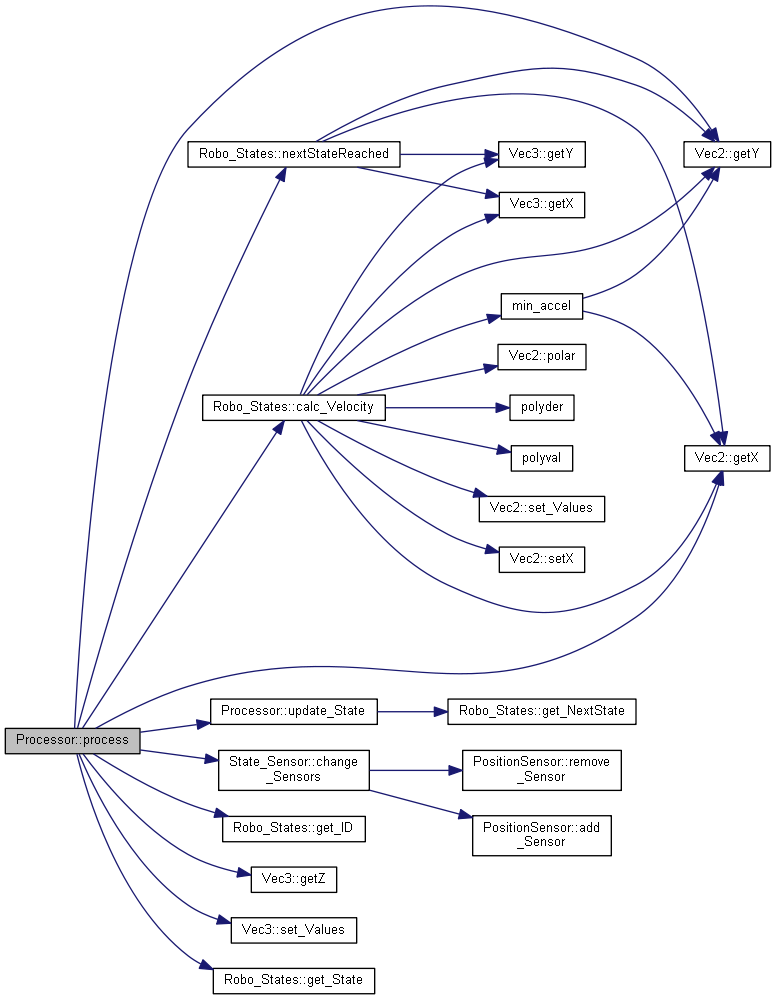 Robo_States::nextStateReached
Vec3::getY
Vec2::getY
Vec3::getX
min_accel
Vec2::polar
Robo_States::calc_Velocity
polyder
polyval
Vec2::getX
Vec2::set_Values
Vec2::setX
Processor::update_State
Robo_States::get_NextState
Processor::process
State_Sensor::change
_Sensors
PositionSensor::remove
_Sensor
PositionSensor::add
_Sensor
Robo_States::get_ID
Vec3::getZ
Vec3::set_Values
Robo_States::get_State